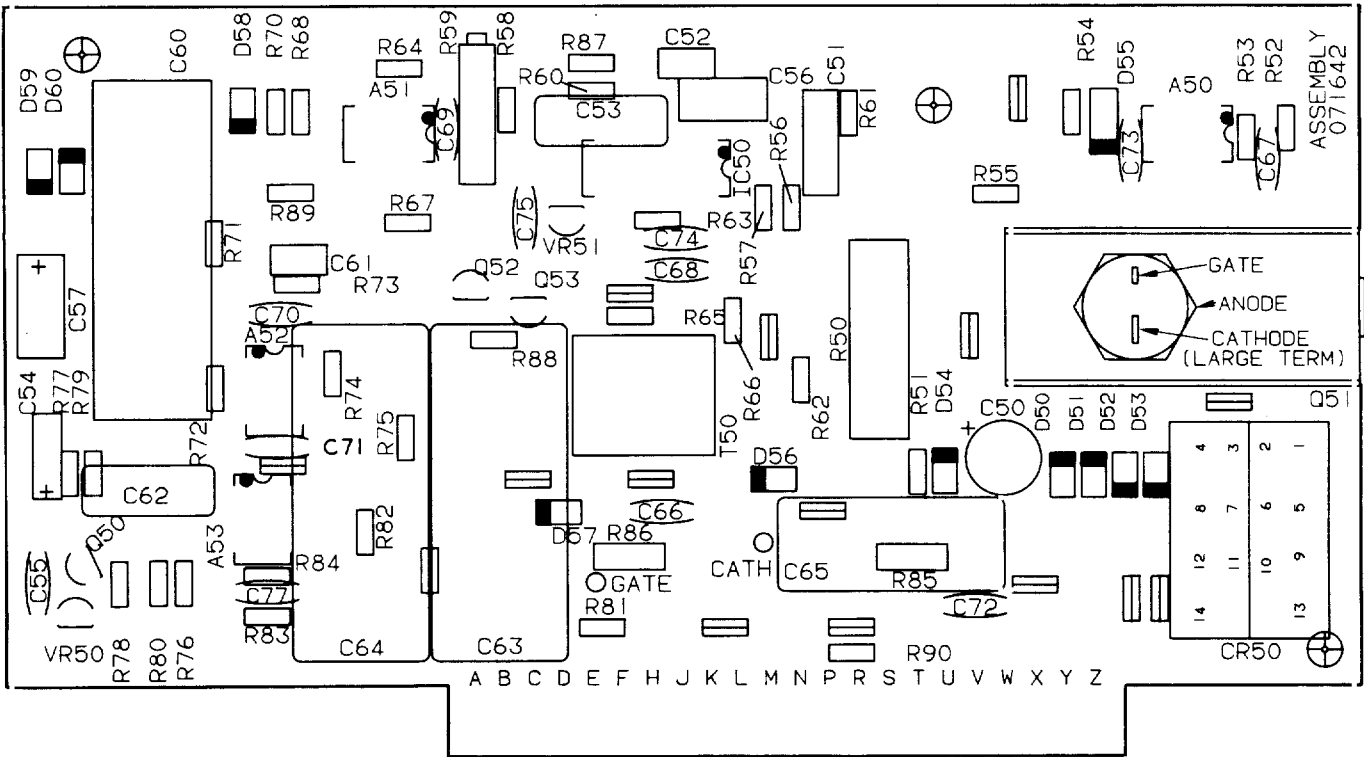 D59
D60
C60
D58
R70
R68
R64
A51
R59
R58
C69
R87
R60
C53
C52
C56
C51
R61
R56
IC50
R54
D55
C73
A50
R53
R52
C67
ASSEMBLY
071642
R89
R67
C75
VR51
R63
C74
C68
R57
R55
R71
C61
R73
Q52
Q53
+
C57
C70
A52
R88
R65
R66
R62
R50
R51
D54
GATE
ANODE
CATHODE
(LARGE TERM)
Q51
C54
R77
R79
+
R72
R74
R75
C71
T50
D56
+
C50
D50
D51
D52
D53
4 3 2 1
8 7 6 5
12 11 10 9
14 13
CR50
C62
Q50
A53
R82
D57
C66
R86
CATH
C65
R85
C72
C55
R84
C77
R83
GATE
R81
VR50
R78
R80
R76
C64
C63
R90
A B C D E F H J K L M N P R S T U V W X Y Z